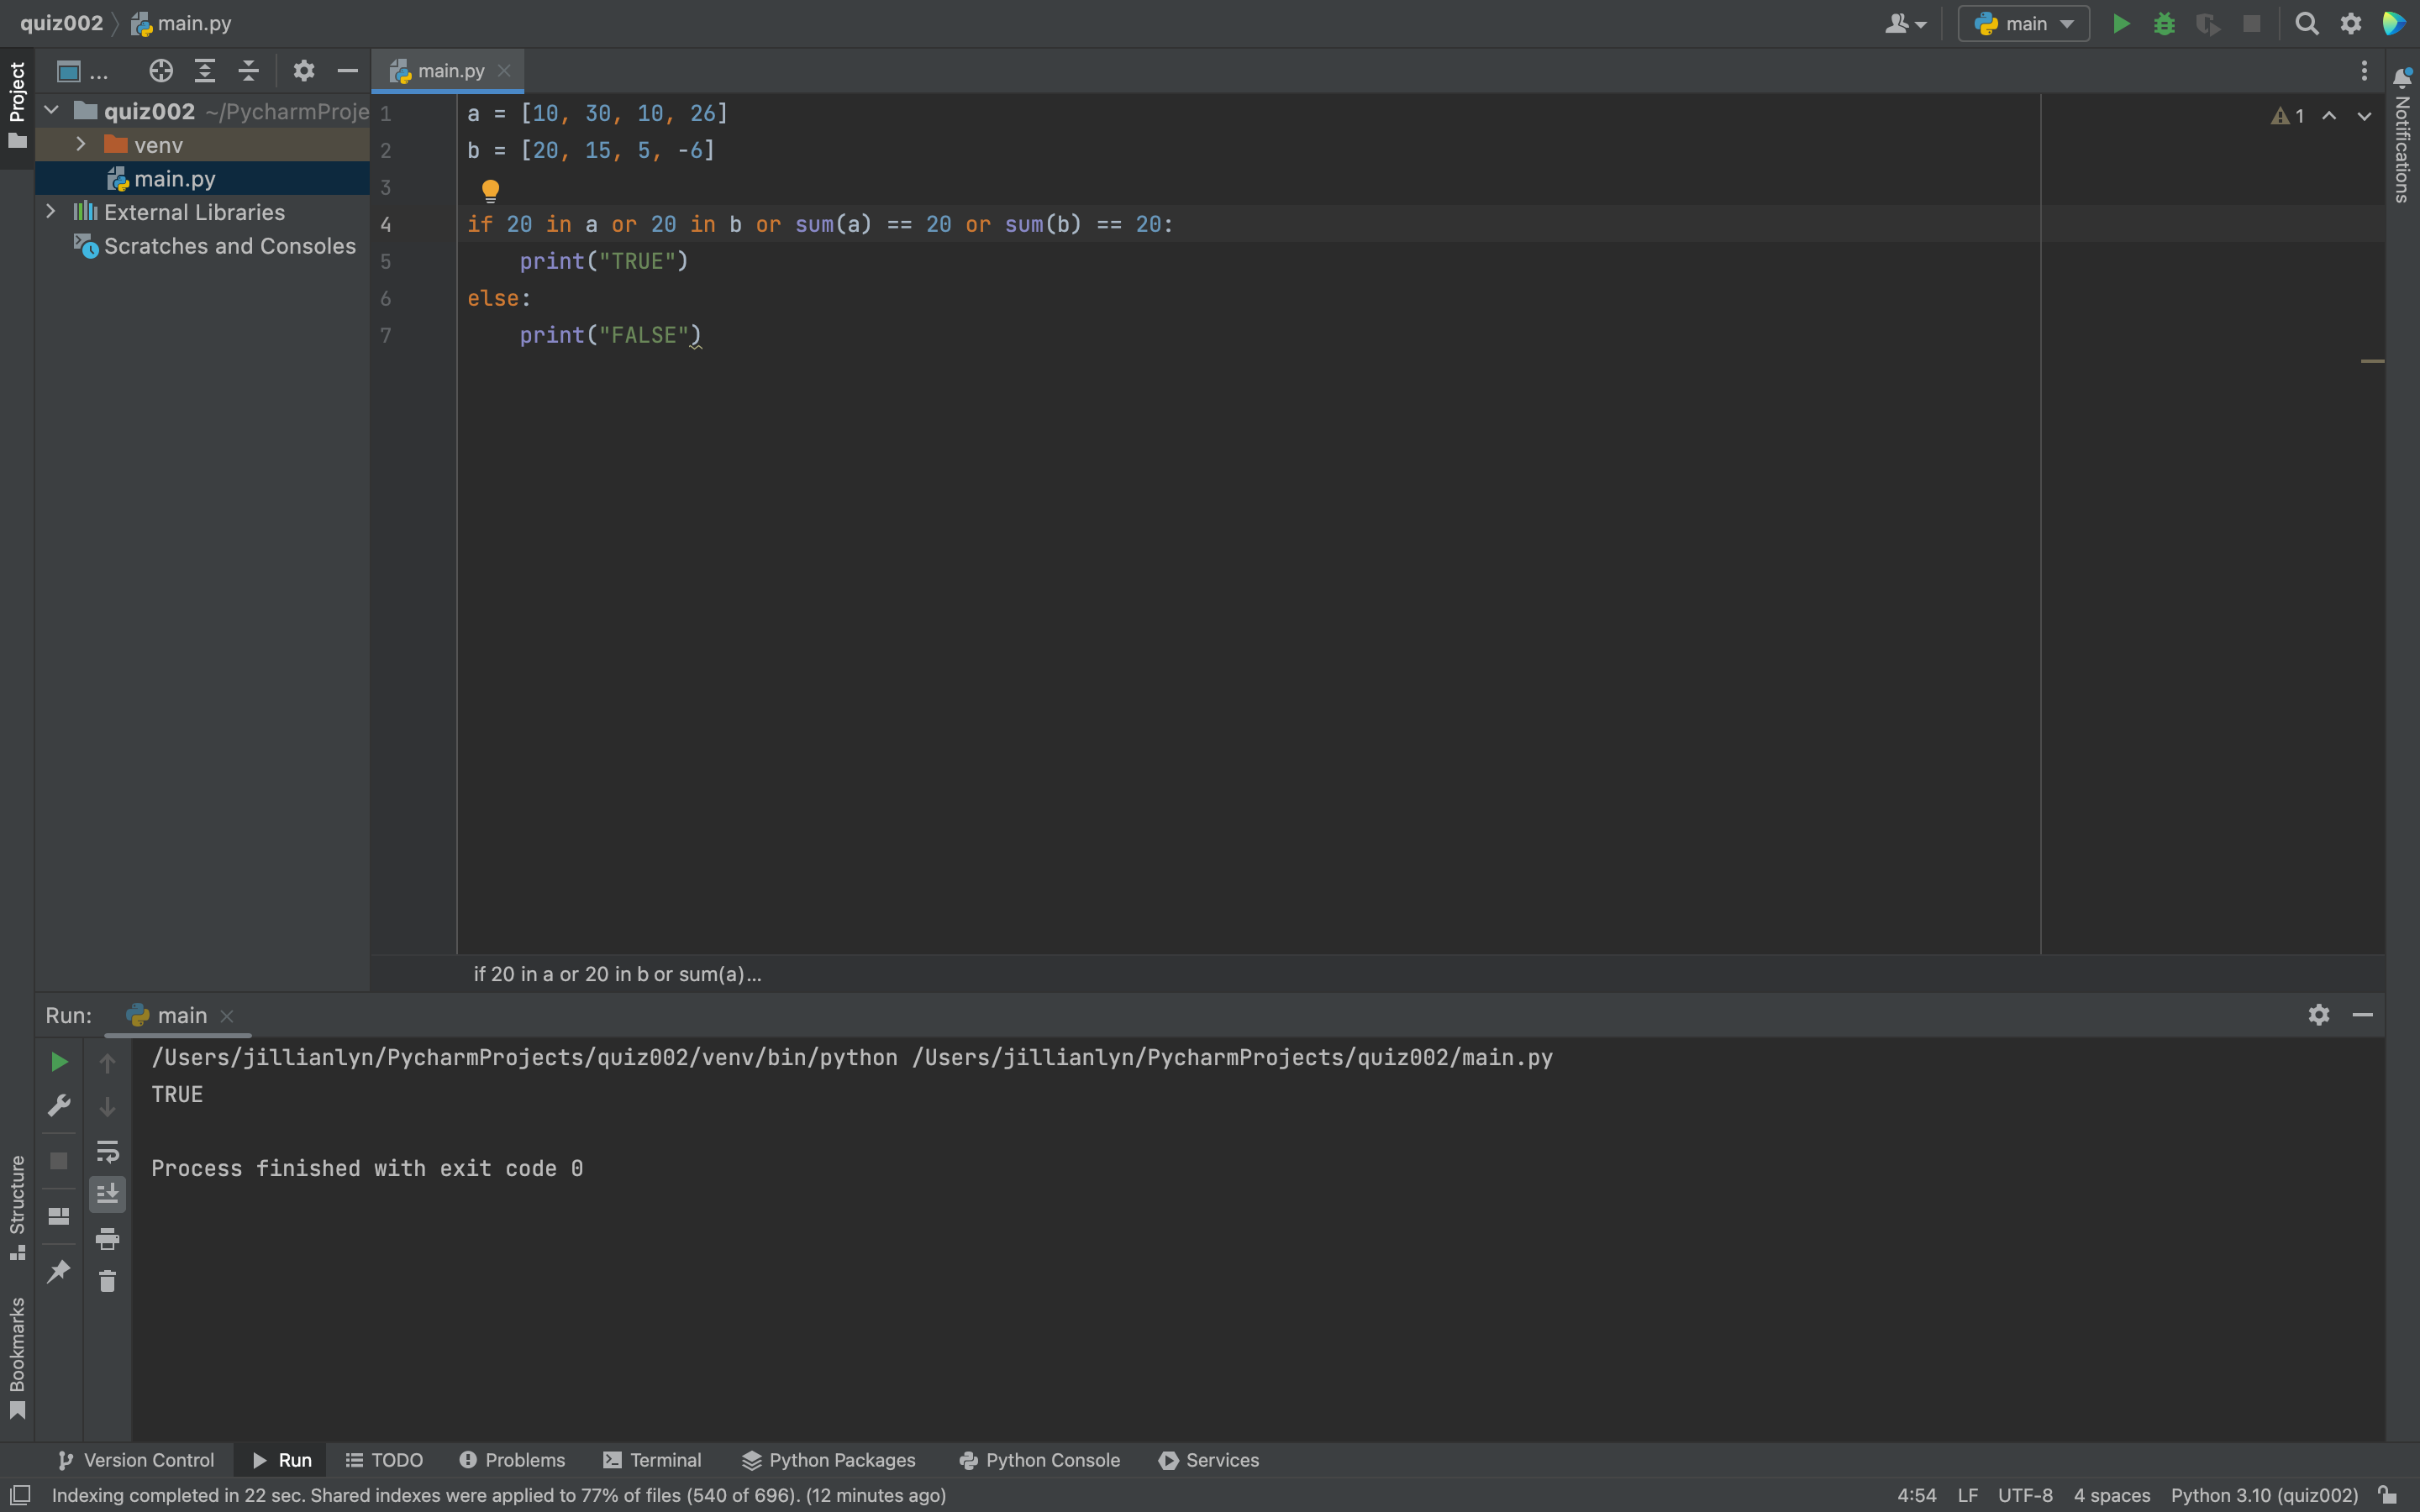 quiz002 main.py
main
Project
...
main.py
quiz002 ~/PycharmProje
venv
main.py
External Libraries
Scratches and Consoles
1 a = [10, 30, 10, 26]
2 b = [20, 15, 5, -6]
3
4 if 20 in a or 20 in b or sum(a) == 20 or sum(b) == 20:
5 print("TRUE")
6 else:
7 print("FALSE")
1
Notifications
if 20 in a or 20 in b or sum(a)...
Run: main
/Users/jillianlyn/PycharmProjects/quiz002/venv/bin/python /Users/jillianlyn/PycharmProjects/quiz002/main.py
TRUE
Process finished with exit code 0
Structure
Bookmarks
Version Control Run TODO Problems Terminal Python Packages Python Console Services
Indexing completed in 22 sec. Shared indexes were applied to 77% of files (540 of 696). (12 minutes ago) 4:54 LF UTF-8 4 spaces Python 3.10 (quiz002)